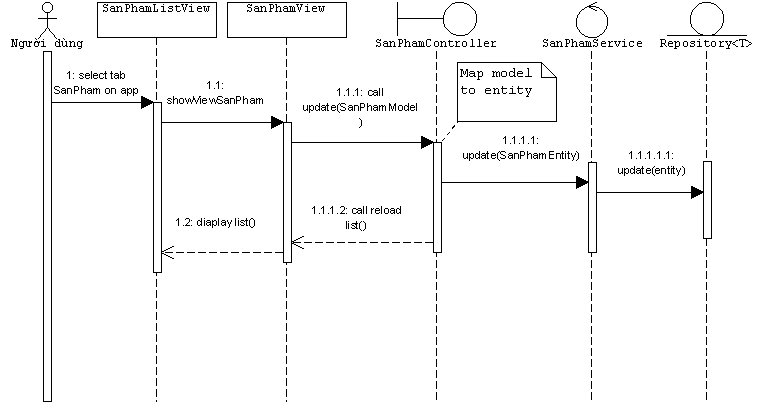 SanPhamListView
SanPhamView
Người dùng
SanPhamController
SanPhamService
Repository<T>
Map model
to entity
1: select tab
SanPham on app
1.1:
showViewSanPham
1.1.1: call
update(SanPhamModel
)
1.1.1.1:
update(SanPhamEntity)
1.1.1.1.1:
update(entity)
1.2: diaplay list()
1.1.1.2: call reload
list()